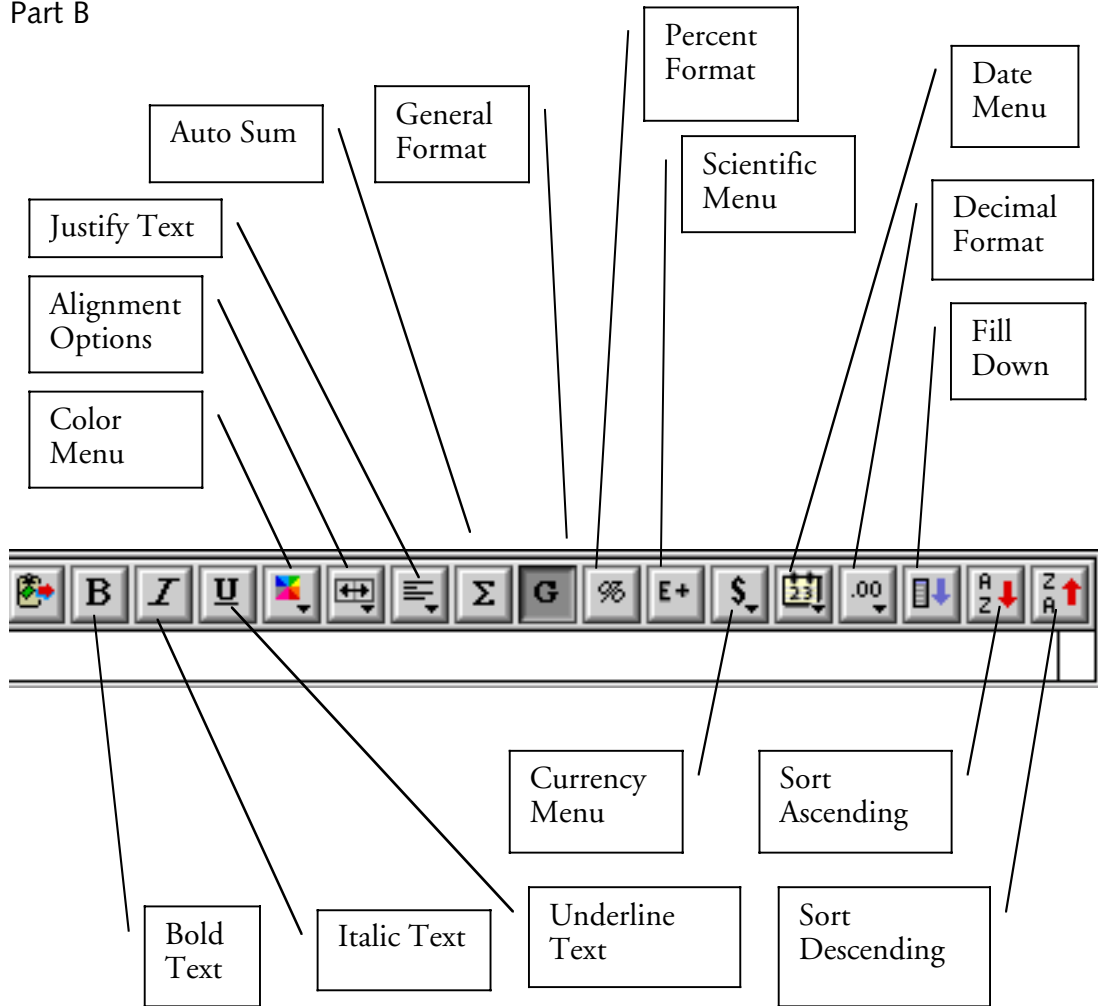 Part B
Percent
Format
Date
Menu
General
Format
Auto Sum
Scientific
Menu
Decimal
Format
Justify Text
Alignment
Options
Fill
Down
Color
Menu
B
I
U
Σ
G
%
E+
$
23
.00
A
Z
Z
A
Currency
Menu
Sort
Ascending
Bold
Text
Italic Text
Underline
Text
Sort
Descending